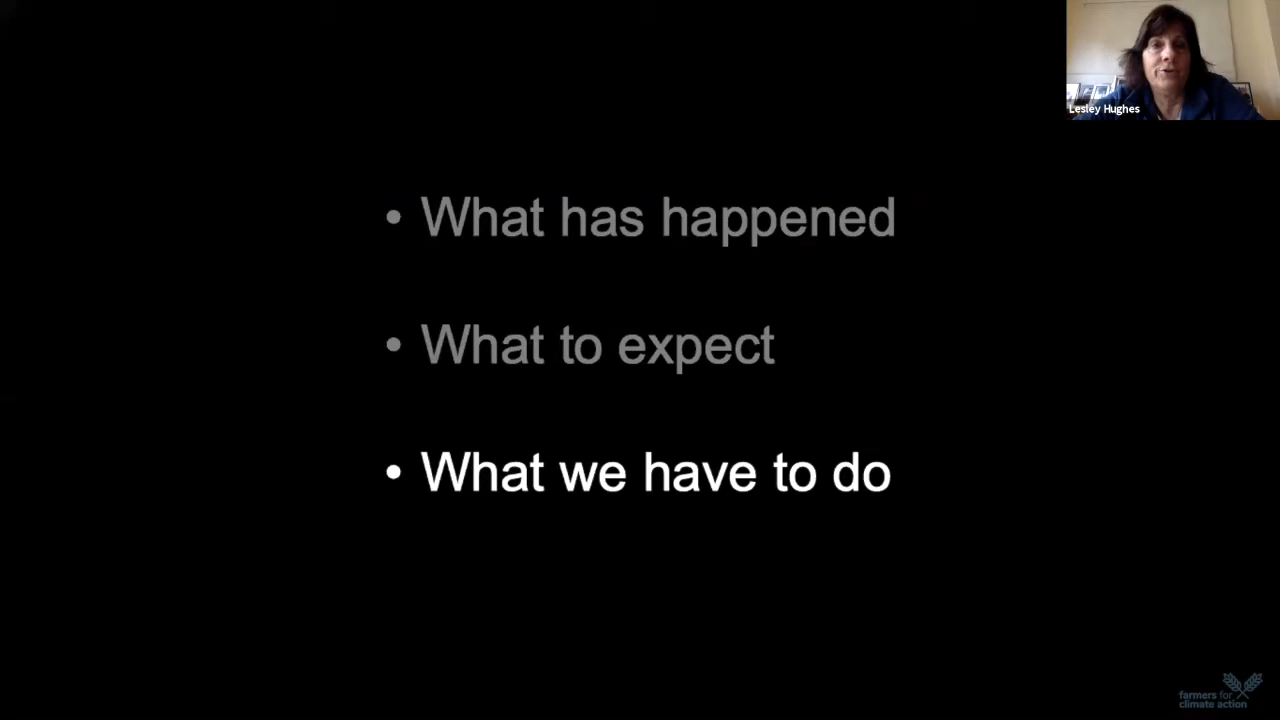 Lesley Hughes
• What has happened
• What to expect
• What we have to do
farmers for
climate action